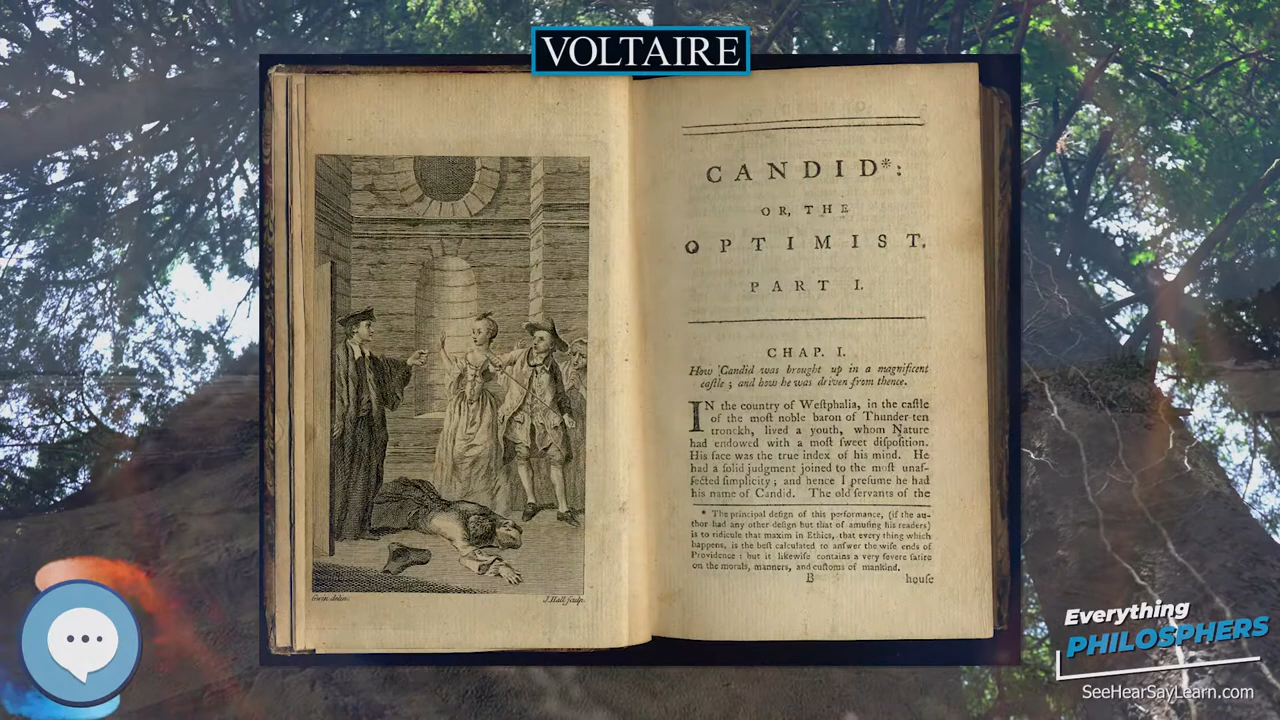 VOLTAIRE
CANDID*:
OR, THE
OPTIMIST.
PART I.
CHAP. I.
How Candid was brought up in a magnificent
caſtle ; and how he was driven from thence.
IN the country of Weſtphalia, in the caſtle
of the moſt noble baron of Thunder-ten
tronckh, lived a youth, whom Nature
had endowed with a moſt ſweet diſpoſition.
His face was the true index of his mind. He
had a ſolid judgment joined to the moſt unaf-
fected ſimplicity ; and hence I preſume he had
his name of Candid. The old ſervants of the
* The principal deſign of this performance, (if the au-
thor had any other deſign but that of amuſing his readers)
is to ridicule that maxim in Ethics, that every thing which
happens, is the beſt calculated to anſwer the wiſe ends of
Providence : but it likewiſe contains a very ſevere ſatire
on the morals, manners, and cuſtoms of mankind.
B houſe
J. Hall ſculp.
Everything
PHILOSPHERS
SeeHearSayLearn.com